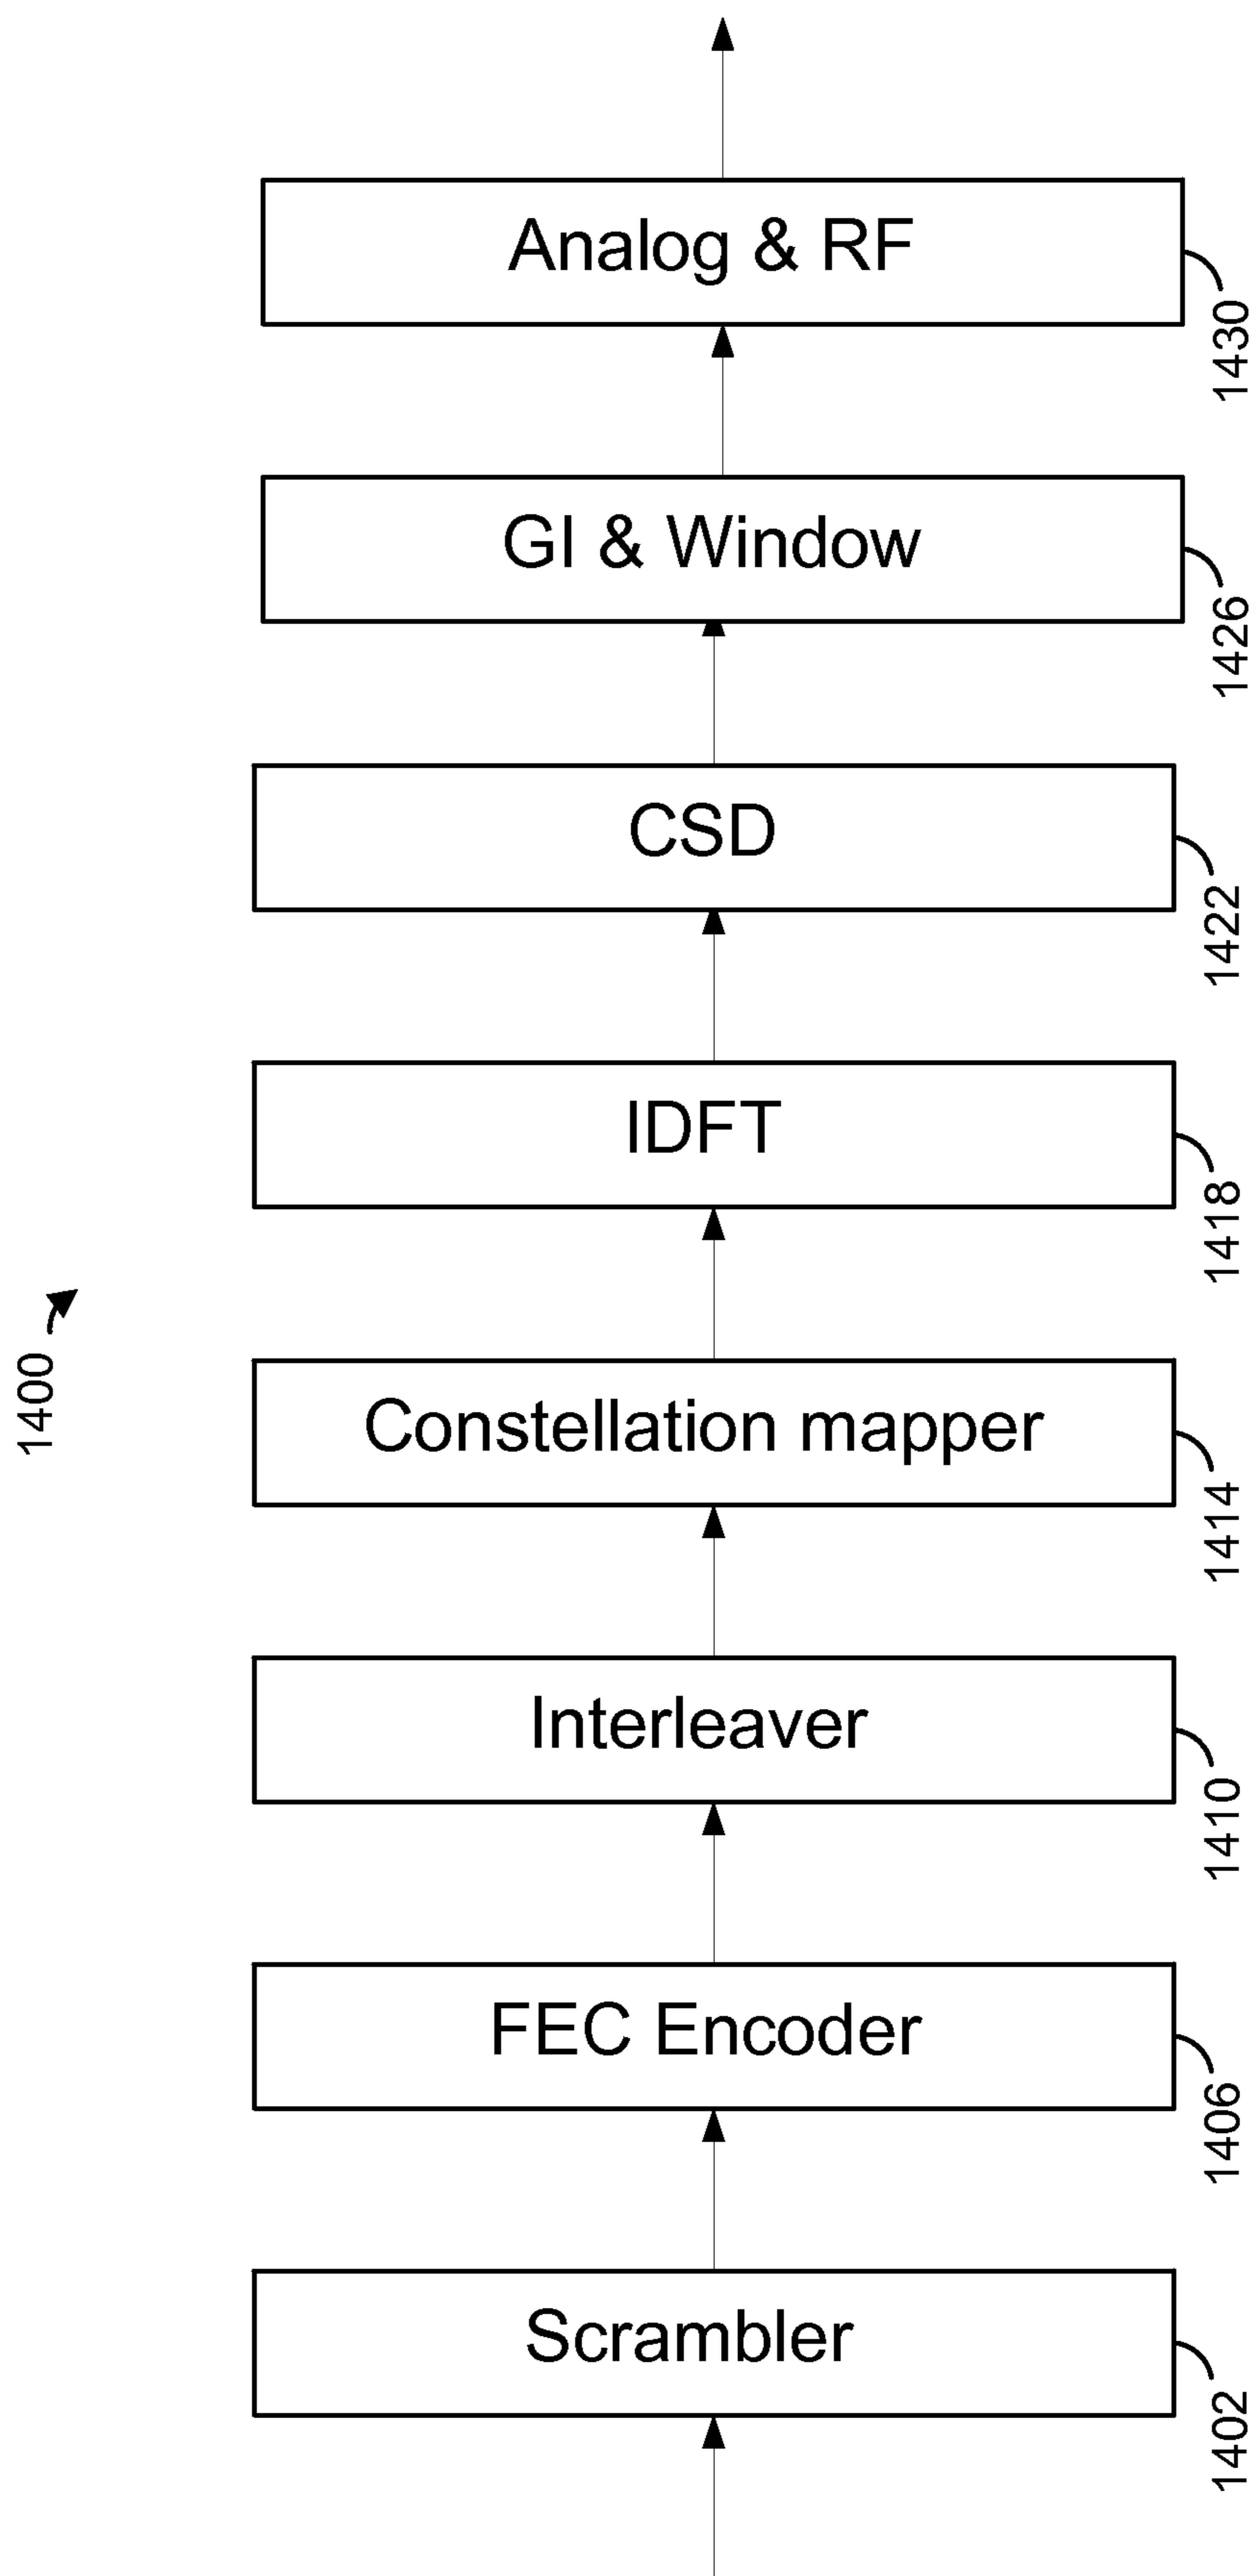 Analog & RF
1430
GI & Window
1426
CSD
1422
IDFT
1418
1400
Constellation mapper
1414
Interleaver
1410
FEC Encoder
1406
Scrambler
1402